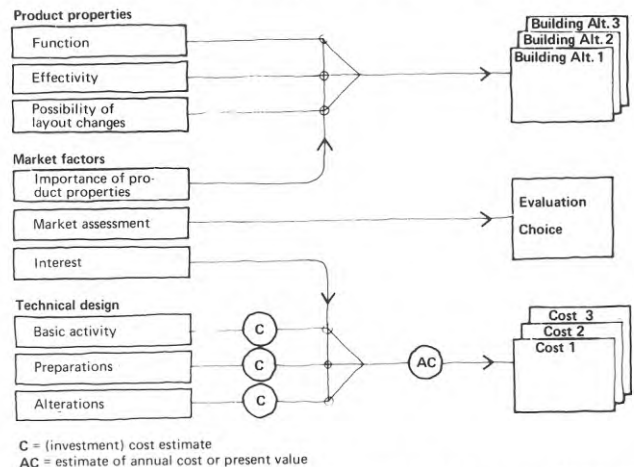 Product properties
Function
Effectivity
Possibility of
layout changes
Building Alt. 3
Building Alt. 2
Building Alt. 1
Market factors
Importance of pro-
duct properties
Market assessment
Interest
Evaluation
Choice
Technical design
Basic activity
Preparations
Alterations
C
C
C
AC
Cost 3
Cost 2
Cost 1
C = (investment) cost estimate
AC = estimate of annual cost or present value